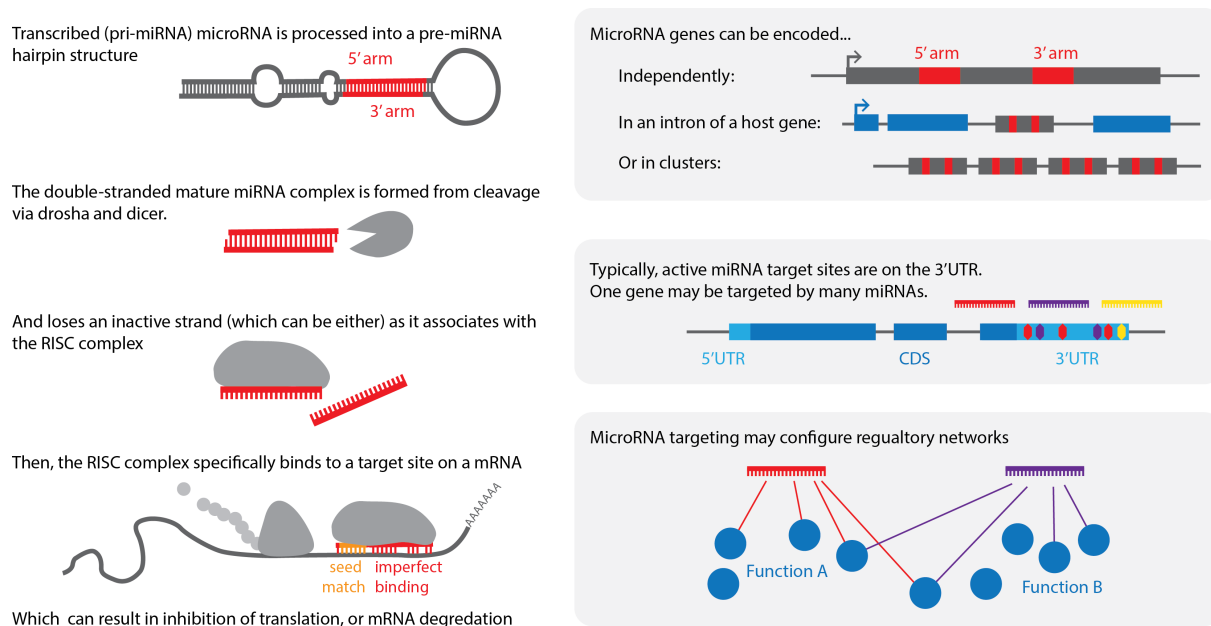 Transcribed (pri-miRNA) microRNA is processed into a pre-miRNA
hairpin structure
5' arm
3' arm
The double-stranded mature miRNA complex is formed from cleavage
via drosha and dicer.
And loses an inactive strand (which can be either) as it associates with
the RISC complex
Then, the RISC complex specifically binds to a target site on a mRNA
AAAAAAA
seed
match
imperfect
binding
Which can result in inhibition of translation, or mRNA degredation
MicroRNA genes can be encoded...
5' arm
3' arm
Independently:
In an intron of a host gene:
Or in clusters:
Typically, active miRNA target sites are on the 3'UTR.
One gene may be targeted by many miRNAs.
5'UTR
CDS
3'UTR
MicroRNA targeting may configure regualtory networks
Function A
Function B